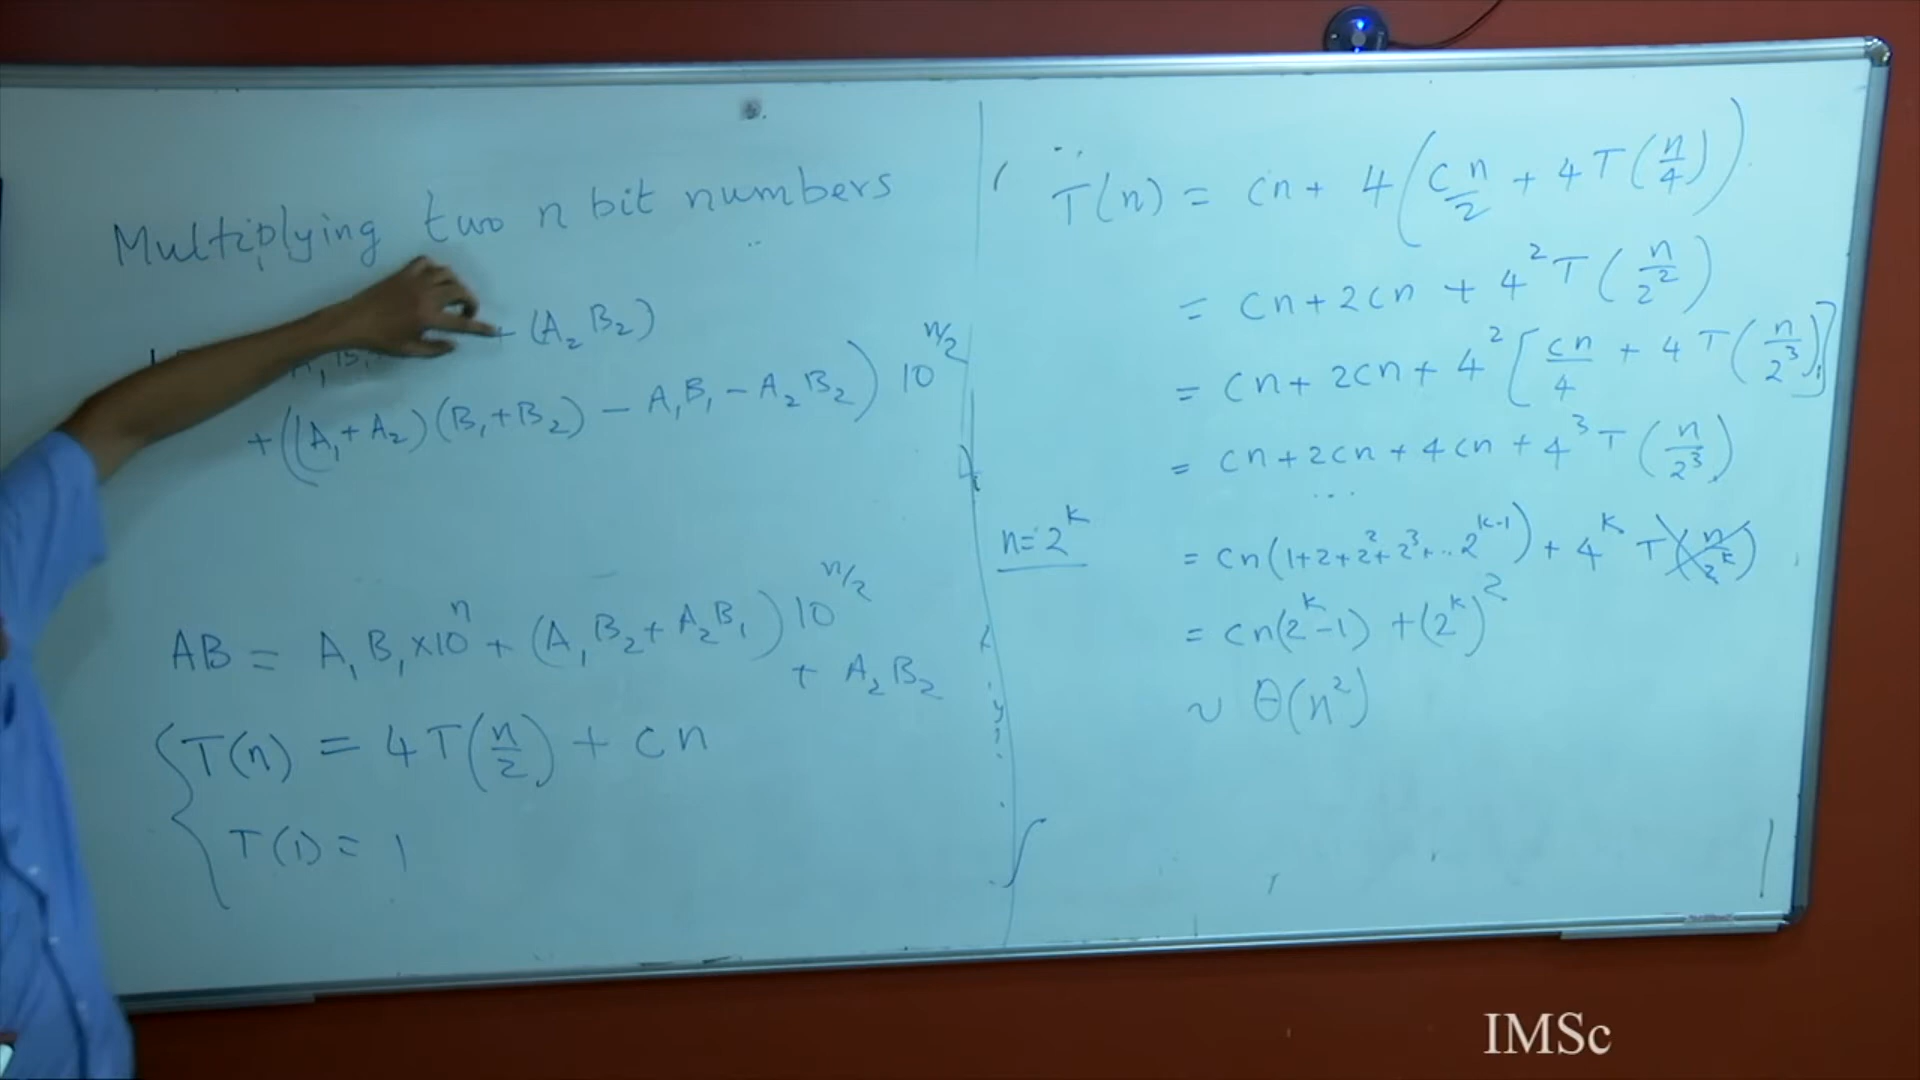 Multiplying two n bit numbers
+ (A₂ B₂)
+ ((A₁+A₂)(B₁+B₂) − A₁B₁ − A₂B₂) 10^(n/2)
AB = A₁B₁×10^n + (A₁B₂+A₂B₁) 10^(n/2)
+ A₂B₂
T(n) = 4T(n/2) + cn
T(1) = 1
T(n) = cn + 4(cn/2 + 4T(n/4))
= cn + 2cn + 4² T(n/2²)
= cn + 2cn + 4² [cn/4 + 4T(n/2³)]
= cn + 2cn + 4cn + 4³ T(n/2³)
...
n = 2^k
= cn(1+2+2²+2³+...2^(k-1)) + 4^k T(n/2^k)
= cn(2^k−1) + (2^k)²
~ θ(n²)
IMSc